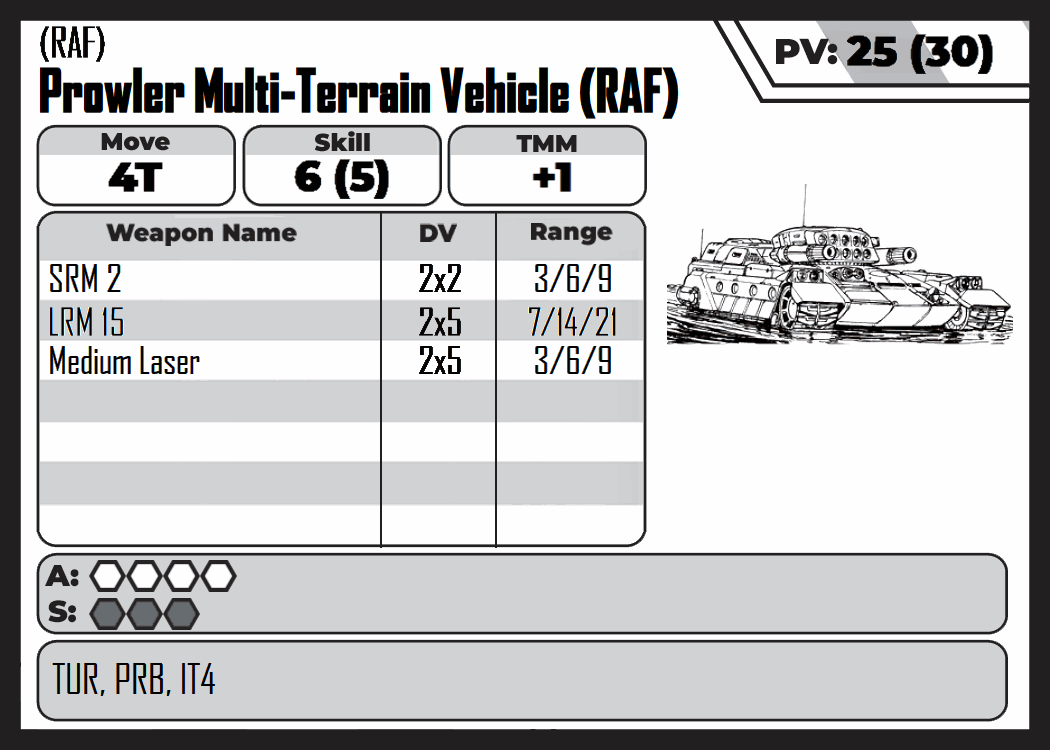 (RAF)
Prowler Multi-Terrain Vehicle (RAF)
PV: 25 (30)
Move Skill TMM
4T 6 (5) +1
Weapon Name DV Range
SRM 2 2x2 3/6/9
LRM 15 2x5 7/14/21
Medium Laser 2x5 3/6/9
A:
S:
TUR, PRB, IT4